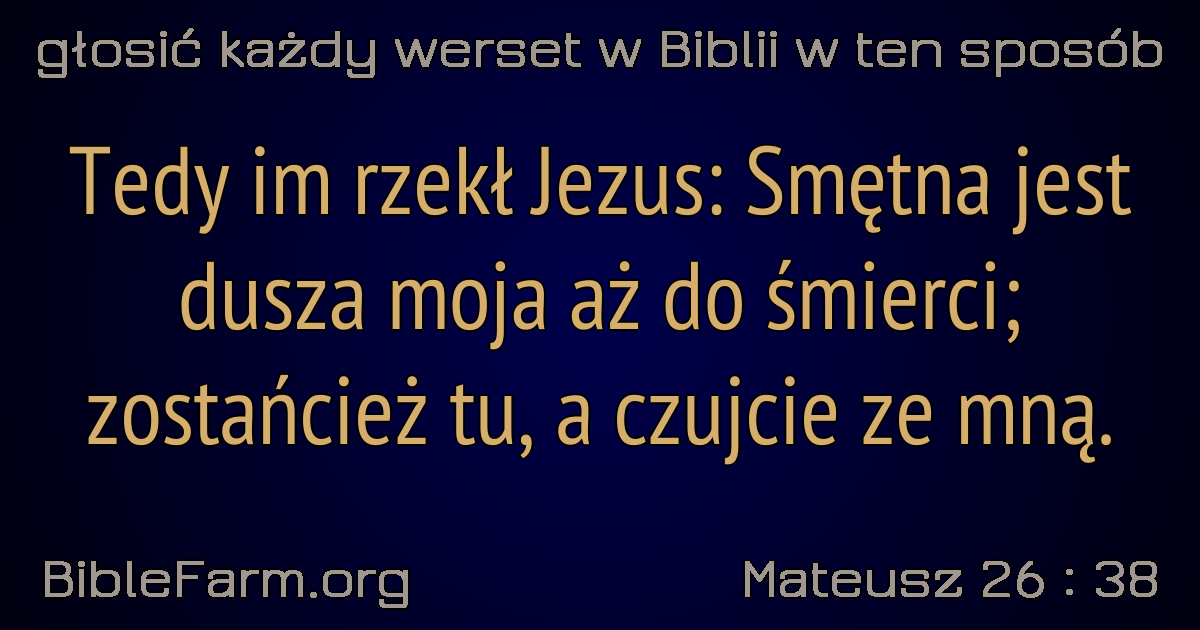 głosić każdy werset w Biblii w ten sposób
Tedy im rzekł Jezus: Smętna jest
dusza moja aż do śmierci;
zostańcież tu, a czujcie ze mną.
BibleFarm.org
Mateusz 26 : 38